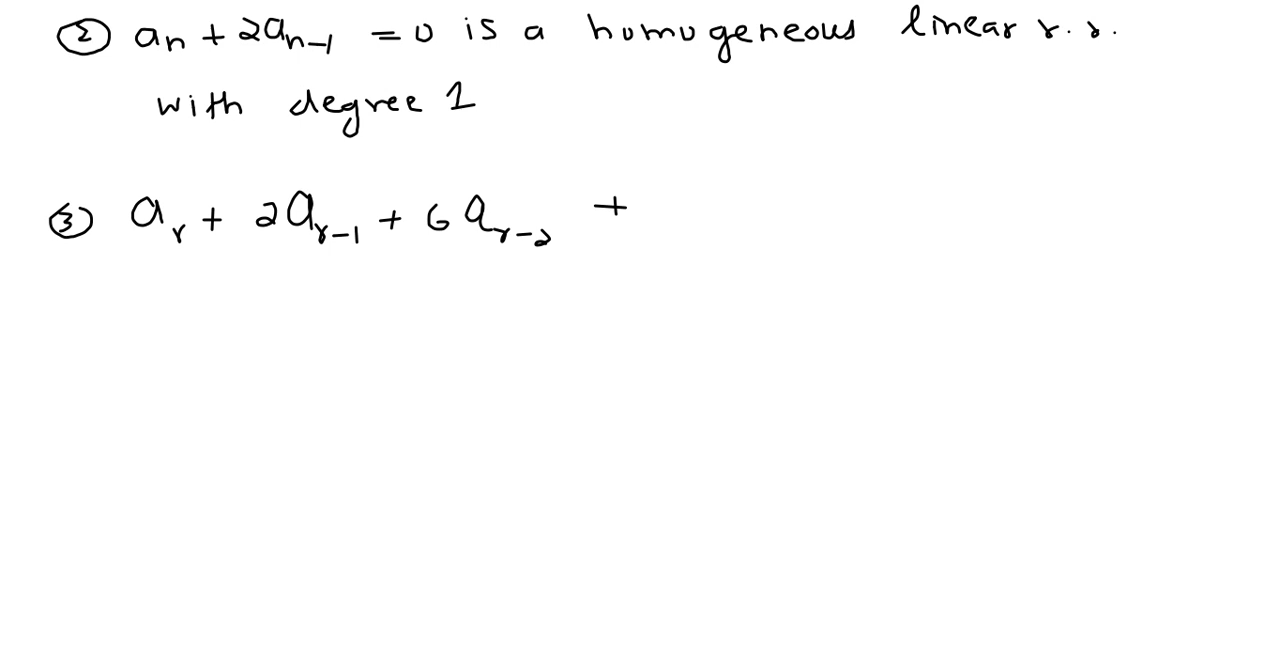 ② aₙ + 2aₙ₋₁ = 0 is a homogeneous linear r. r.
with degree 1
③ aᵣ + 2aᵣ₋₁ + 6aᵣ₋₂ +